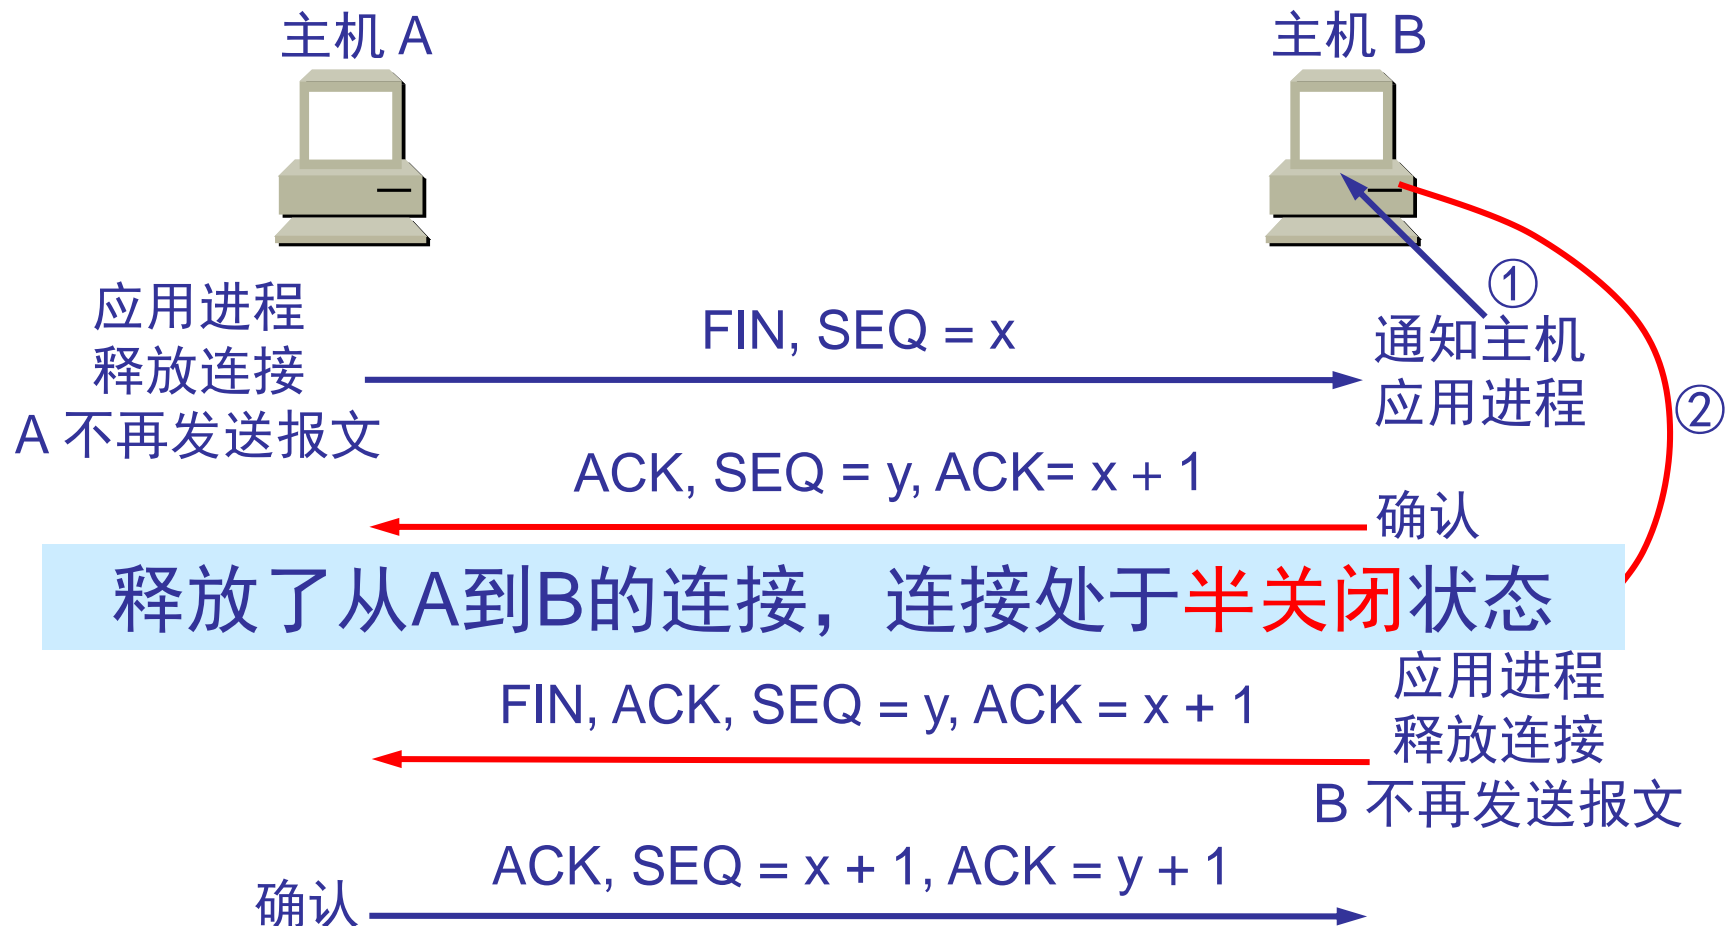 主机 A
主机 B
①
应用进程
释放连接
A 不再发送报文
FIN, SEQ = x
通知主机
应用进程
②
ACK, SEQ = y, ACK= x + 1
确认
释放了从A到B的连接，连接处于半关闭状态
FIN, ACK, SEQ = y, ACK = x + 1
应用进程
释放连接
B 不再发送报文
ACK, SEQ = x + 1, ACK = y + 1
确认